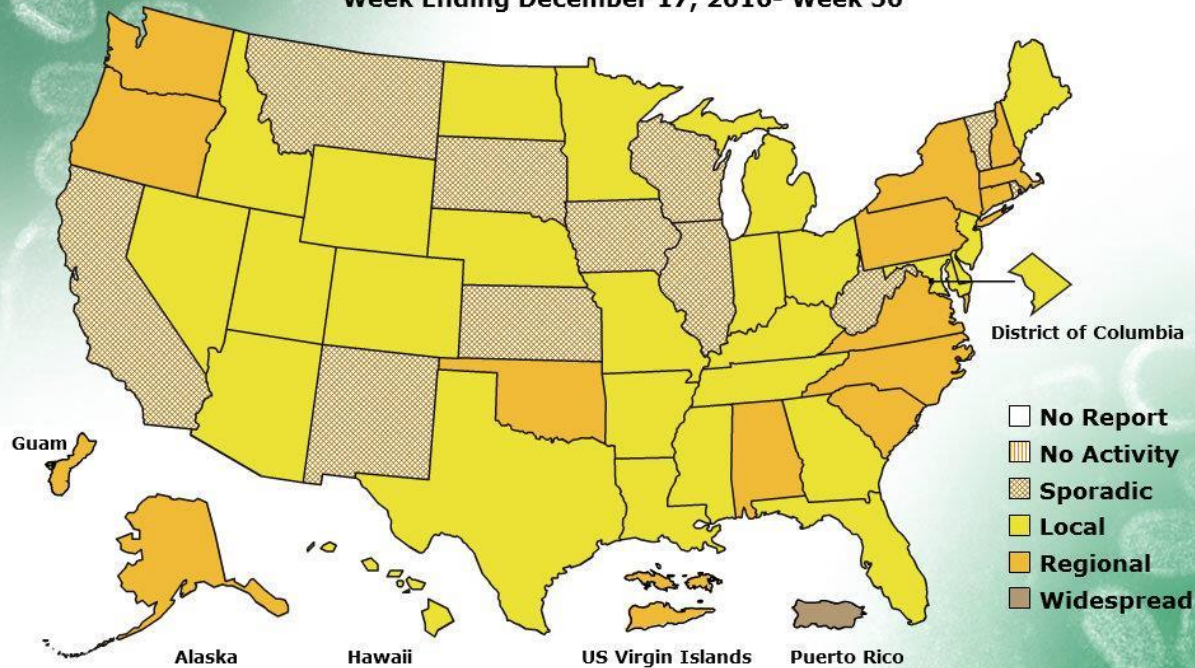 Week Ending December 17, 2016- Week 50
District of Columbia
No Report
Guam
No Activity
Sporadic
Local
Regional
Widespread
Alaska
Hawaii
US Virgin Islands
Puerto Rico